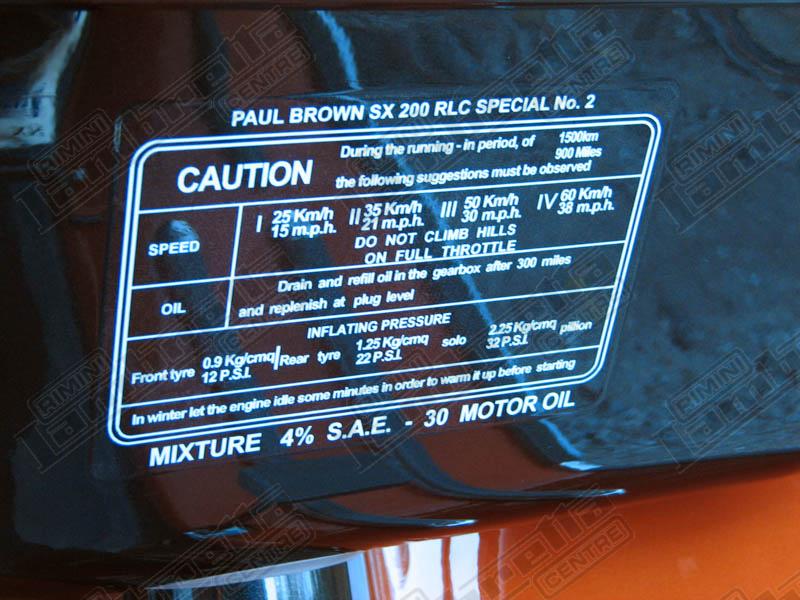 PAUL BROWN SX 200 RLC SPECIAL No. 2
CAUTION
During the running - in period, of 1500km 900 Miles
the following suggestions must be observed
SPEED
I 25 Km/h 15 m.p.h. II 35 Km/h 21 m.p.h. III 50 Km/h 30 m.p.h. IV 60 Km/h 38 m.p.h.
DO NOT CLIMB HILLS
ON FULL THROTTLE
OIL
Drain and refill oil in the gearbox after 300 miles
and replenish at plug level
INFLATING PRESSURE
Front tyre 0.9 Kg/cmq 12 P.S.I. Rear tyre 1.25 Kg/cmq 22 P.S.I. solo 2.25 Kg/cmq 32 P.S.I. pillion
In winter let the engine idle some minutes in order to warm it up before starting
MIXTURE 4% S.A.E. - 30 MOTOR OIL
RIMINI
Lambretta
CENTRE